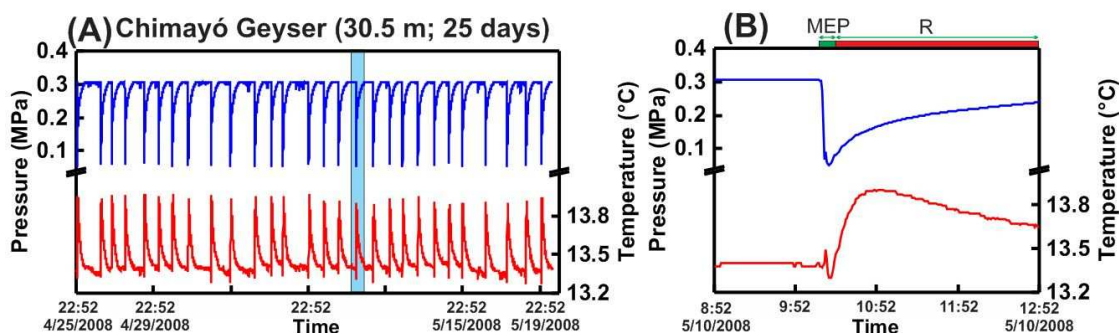 (A) Chimayó Geyser (30.5 m; 25 days)
Pressure (MPa)
0.4
0.3
0.2
0.1
Temperature (°C)
13.8
13.5
13.2
22:52 22:52 22:52 22:52 22:52
4/25/2008 4/29/2008 Time 5/15/2008 5/19/2008
(B) MEP R
Pressure (MPa)
0.4
0.3
0.2
0.1
Temperature (°C)
13.8
13.5
13.2
8:52 9:52 10:52 11:52 12:52
5/10/2008 Time 5/10/2008